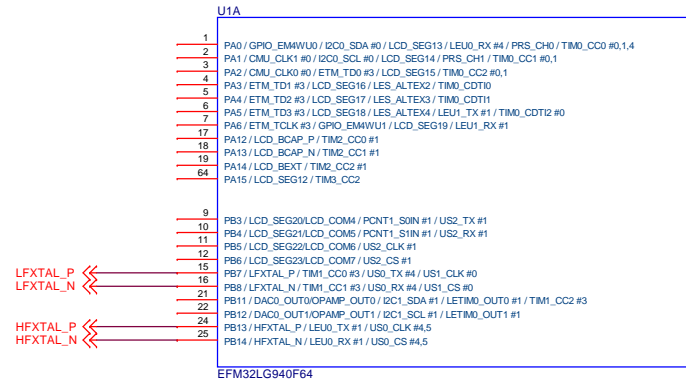 U1A
1 PA0 / GPIO_EM4WU0 / I2C0_SDA #0 / LCD_SEG13 / LEU0_RX #4 / PRS_CH0 / TIM0_CC0 #0,1,4
2 PA1 / CMU_CLK1 #0 / I2C0_SCL #0 / LCD_SEG14 / PRS_CH1 / TIM0_CC1 #0,1
3 PA2 / CMU_CLK0 #0 / ETM_TD0 #3 / LCD_SEG15 / TIM0_CC2 #0,1
4 PA3 / ETM_TD1 #3 / LCD_SEG16 / LES_ALTEX2 / TIM0_CDTI0
5 PA4 / ETM_TD2 #3 / LCD_SEG17 / LES_ALTEX3 / TIM0_CDTI1
6 PA5 / ETM_TD3 #3 / LCD_SEG18 / LES_ALTEX4 / LEU1_TX #1 / TIM0_CDTI2 #0
7 PA6 / ETM_TCLK #3 / GPIO_EM4WU1 / LCD_SEG19 / LEU1_RX #1
17 PA12 / LCD_BCAP_P / TIM2_CC0 #1
18 PA13 / LCD_BCAP_N / TIM2_CC1 #1
19 PA14 / LCD_BEXT / TIM2_CC2 #1
64 PA15 / LCD_SEG12 / TIM3_CC2
9 PB3 / LCD_SEG20/LCD_COM4 / PCNT1_S0IN #1 / US2_TX #1
10 PB4 / LCD_SEG21/LCD_COM5 / PCNT1_S1IN #1 / US2_RX #1
11 PB5 / LCD_SEG22/LCD_COM6 / US2_CLK #1
12 PB6 / LCD_SEG23/LCD_COM7 / US2_CS #1
LFXTAL_P 15 PB7 / LFXTAL_P / TIM1_CC0 #3 / US0_TX #4 / US1_CLK #0
LFXTAL_N 16 PB8 / LFXTAL_N / TIM1_CC1 #3 / US0_RX #4 / US1_CS #0
21 PB11 / DAC0_OUT0/OPAMP_OUT0 / I2C1_SDA #1 / LETIM0_OUT0 #1 / TIM1_CC2 #3
22 PB12 / DAC0_OUT1/OPAMP_OUT1 / I2C1_SCL #1 / LETIM0_OUT1 #1
HFXTAL_P 24 PB13 / HFXTAL_P / LEU0_TX #1 / US0_CLK #4,5
HFXTAL_N 25 PB14 / HFXTAL_N / LEU0_RX #1 / US0_CS #4,5
EFM32LG940F64